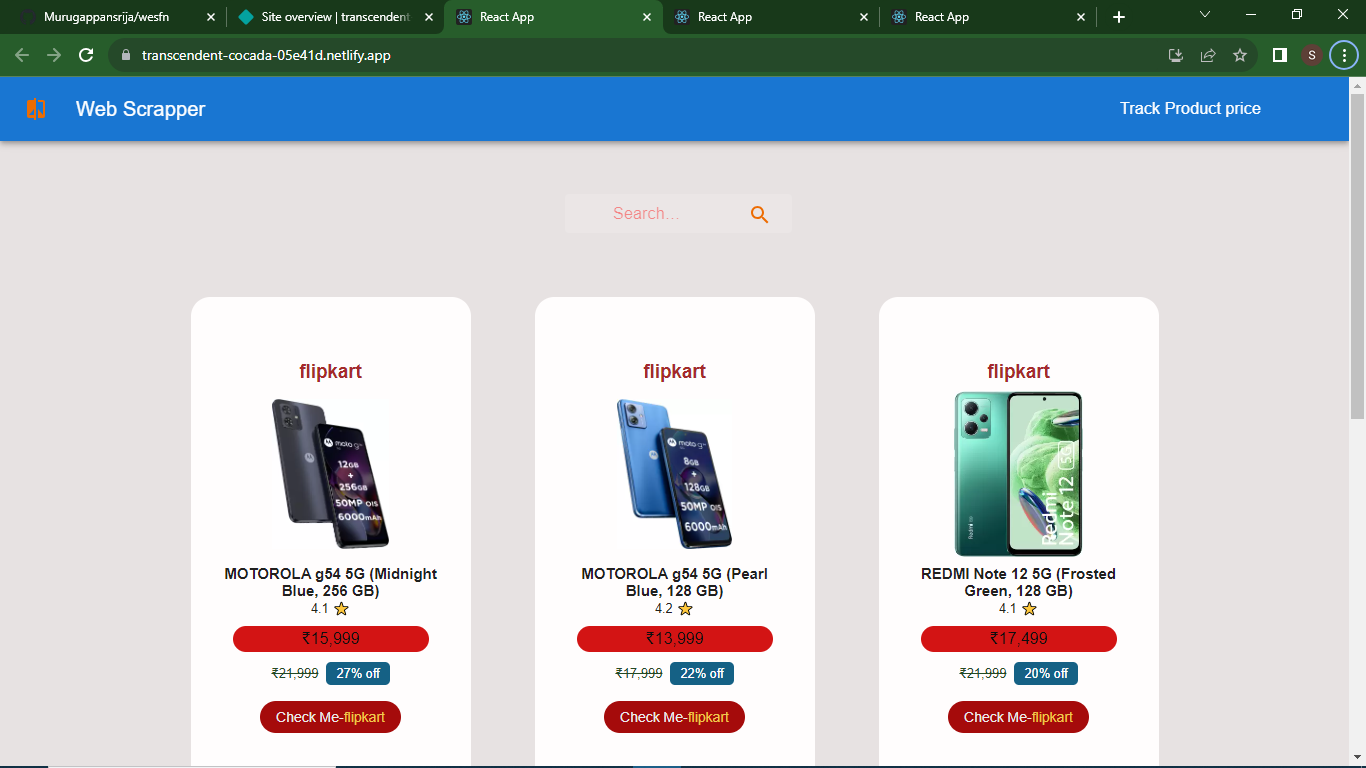 Murugappansrija/wesfn
Site overview | transcendent
React App
React App
React App
transcendent-cocada-05e41d.netlify.app
S
Web Scrapper
Track Product price
Search…
flipkart
moto g54
12GB
+
256GB
50MP OIS
6000mAh
MOTOROLA g54 5G (Midnight
Blue, 256 GB)
4.1
₹15,999
₹21,999 27% off
Check Me-flipkart
flipkart
moto g54
8GB
+
128GB
50MP OIS
6000mAh
MOTOROLA g54 5G (Pearl
Blue, 128 GB)
4.2
₹13,999
₹17,999 22% off
Check Me-flipkart
flipkart
Redmi
Note 12 5G
REDMI Note 12 5G (Frosted
Green, 128 GB)
4.1
₹17,499
₹21,999 20% off
Check Me-flipkart